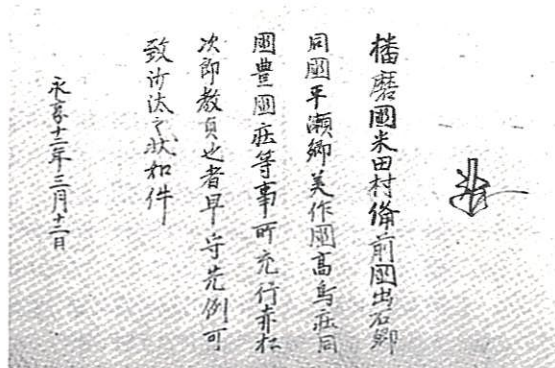 播磨國米田村備前國出石郷
同國平瀬郷美作國高鳥庄同
國豊國庄等事所充行赤松
次郎教貞也者早守先例可
致沙汰之状如件
永享十二年三月十二日